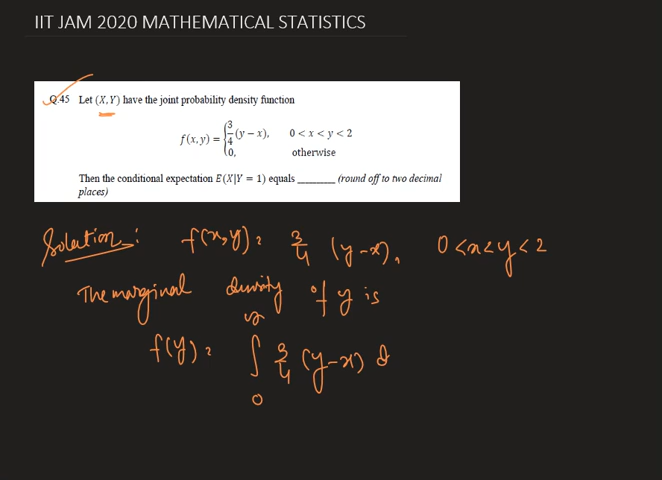 IIT JAM 2020 MATHEMATICAL STATISTICS
Q.45 Let (X, Y) have the joint probability density function
f(x, y) = { 3/4 (y − x), 0 < x < y < 2
0, otherwise
Then the conditional expectation E(X|Y = 1) equals ________ (round off to two decimal
places)
Solution: f(x,y) = 3/4 (y-x), 0<x<y<2
The marginal density of y is
f(y) = ∫ 3/4 (y-x) d
0